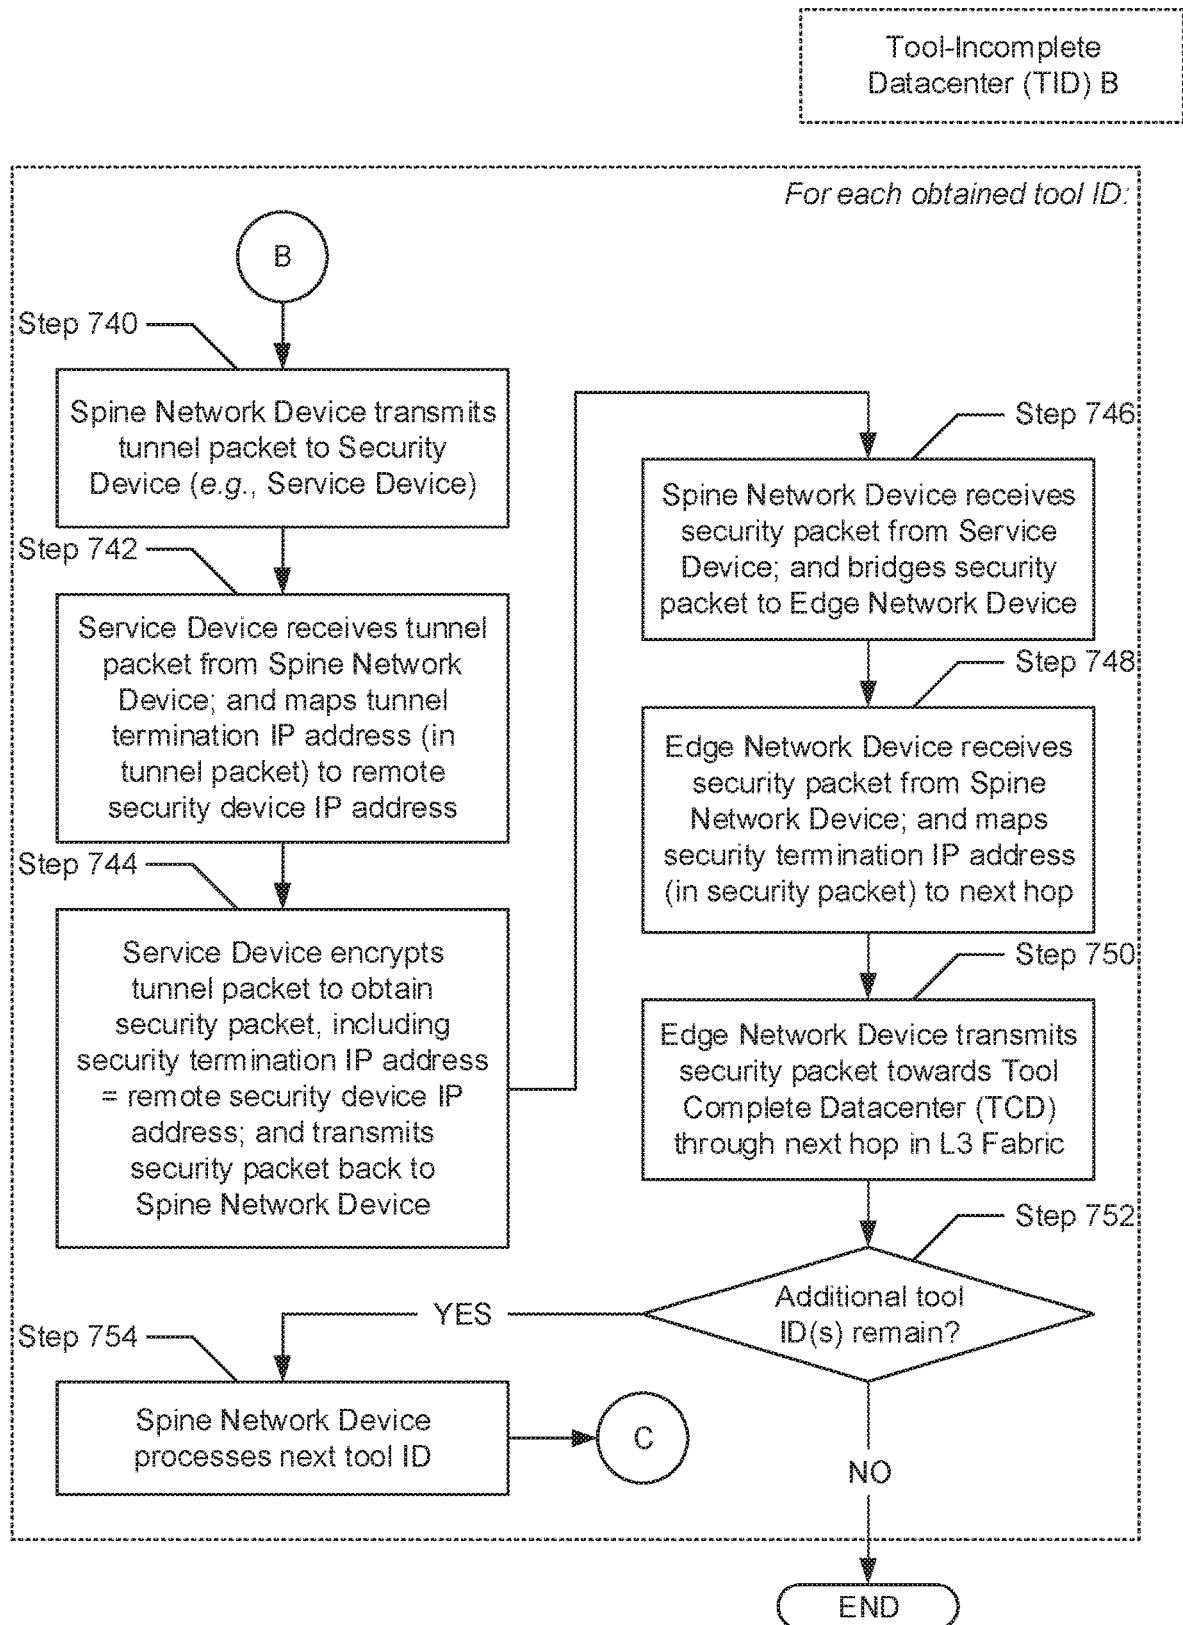 Tool-Incomplete
Datacenter (TID) B
For each obtained tool ID:
B
Step 740
Spine Network Device transmits
tunnel packet to Security
Device (e.g., Service Device)
Step 742
Service Device receives tunnel
packet from Spine Network
Device; and maps tunnel
termination IP address (in
tunnel packet) to remote
security device IP address
Step 744
Service Device encrypts
tunnel packet to obtain
security packet, including
security termination IP address
= remote security device IP
address; and transmits
security packet back to
Spine Network Device
Step 746
Spine Network Device receives
security packet from Service
Device; and bridges security
packet to Edge Network Device
Step 748
Edge Network Device receives
security packet from Spine
Network Device; and maps
security termination IP address
(in security packet) to next hop
Step 750
Edge Network Device transmits
security packet towards Tool
Complete Datacenter (TCD)
through next hop in L3 Fabric
Step 752
Additional tool
ID(s) remain?
YES
Step 754
Spine Network Device
processes next tool ID
C
NO
END